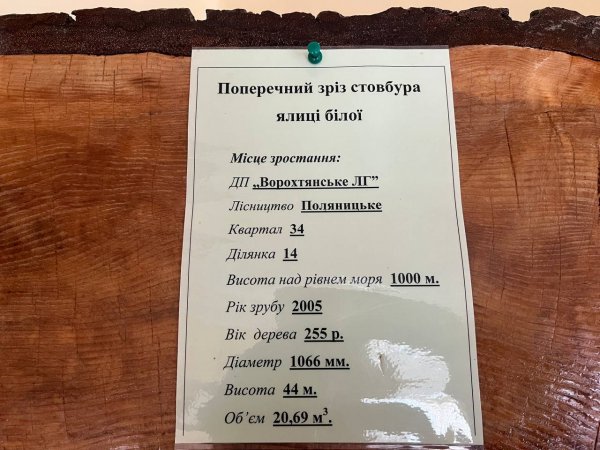 Поперечний зріз стовбура
ялиці білої
Місце зростання:
ДП „Ворохтянське ЛГ”
Лісництво Поляницьке
Квартал 34
Ділянка 14
Висота над рівнем моря 1000 м.
Рік зрубу 2005
Вік дерева 255 р.
Діаметр 1066 мм.
Висота 44 м.
Об’єм 20,69 м³.